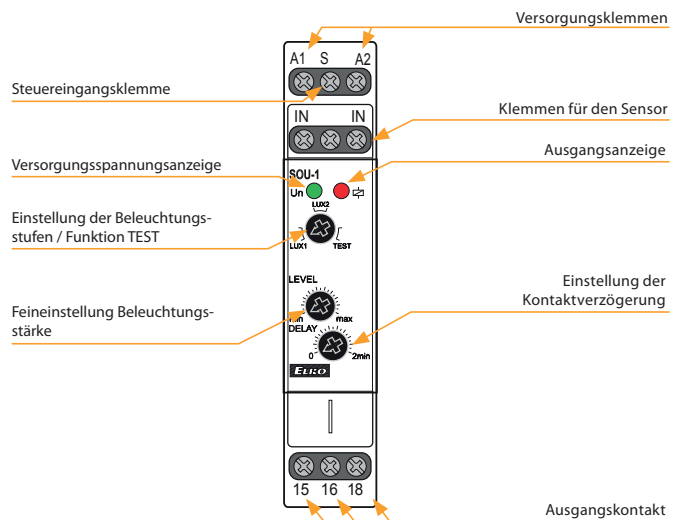 Versorgungsklemmen
A1 S A2
Steuereingangsklemme
IN IN
Klemmen für den Sensor
Versorgungsspannungsanzeige
Ausgangsanzeige
SOU-1
Un
LUX2
Einstellung der Beleuchtungs-
stufen / Funktion TEST
LUX1 TEST
LEVEL
Einstellung der
Kontaktverzögerung
Feineinstellung Beleuchtungs-
stärke
min max
DELAY
0 2min
ELKO
15 16 18
Ausgangskontakt